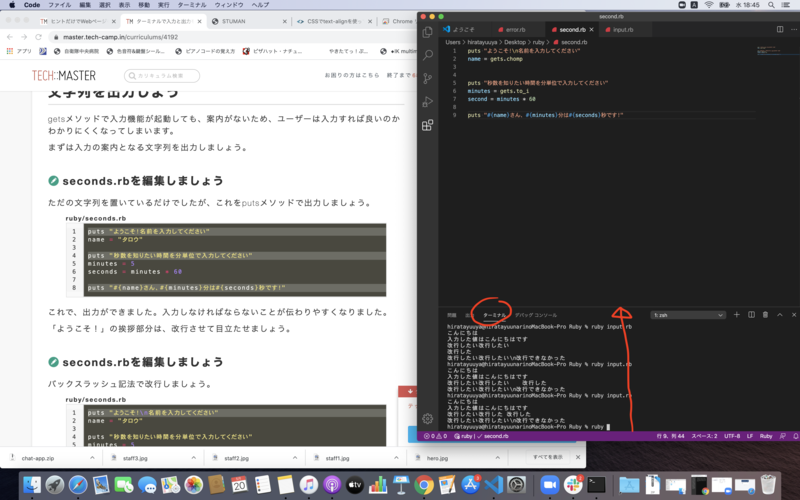 Code ファイル 編集 選択 表示 移動 実行 ターミナル ウィンドウ ヘルプ
水 18:45
ヒントだけでWebページ
ターミナルで入力と出力
STUMAN
CSSでtext-alignを使っ
Chrome
master.tech-camp.in/curriculums/4192
アプリ
ピアノコードの覚え方
ピザハット・ナチュ...
やきたてっ！ぶ...
iK multim
TECH::MASTER
カリキュラム検索
お困りの方はこちら
終了まで
文字列を出力しよう
getsメソッドで入力機能が起動しても、案内がないため、ユーザーは入力すれば良いのか
わかりにくくなってしまいます。
まずは入力の案内となる文字列を出力しましょう。
seconds.rbを編集しましょう
ただの文字列を置いているだけでしたが、これをputsメソッドで出力しましょう。
ruby/seconds.rb
1 puts "ようこそ!名前を入力してください"
2 name = "タロウ"
3
4 puts "秒数を知りたい時間を分単位で入力してください"
5 minutes = 5
6 seconds = minutes * 60
7
8 puts "#{name}さん、#{minutes}分は#{seconds}秒です!"
これで、出力ができました。入力しなければならないことが伝わりやすくなりました。
「ようこそ！」の挨拶部分は、改行させて目立たせましょう。
seconds.rbを編集しましょう
バックスラッシュ記法で改行しましょう。
ruby/seconds.rb
1 puts "ようこそ!\n名前を入力してください"
2 name = "タロウ"
3
4 puts "秒数を知りたい時間を分単位で入力してください"
5 minutes = 5
chat-app.zip
staff3.jpg
staff2.jpg
staff1.jpg
hero.jpg
すべてを表示
second.rb
ようこそ
error.rb
second.rb
input.rb
Users > hiratayuuya > Desktop > ruby > second.rb
1 puts "ようこそ!\n名前を入力してください"
2 name = gets.chomp
3
4
5 puts "秒数を知りたい時間を分単位で入力してください"
6 minutes = gets.to_i
7 second = minutes * 60
8
9 puts "#{name}さん、#{minutes}分は#{seconds}秒です!"
問題
ターミナル
デバッグ コンソール
1: zsh
hiratayuuya@hiratayuunarinoMacBook-Pro Ruby % ruby input.rb
こんにちは
入力した値はこんにちはです
改行したい改行したい
改行した
改行したい改行したい\n改行できなかった
hiratayuuya@hiratayuunarinoMacBook-Pro Ruby % ruby input.rb
こんにちは
入力した値はこんにちはです
改行したい改行したい 改行した
改行したい改行したい\n改行できなかった
hiratayuuya@hiratayuunarinoMacBook-Pro Ruby % ruby input.rb
こんにちは
入力した値はこんにちはです
改行したい改行したい 改行した
改行したい改行したい\n改行できなかった
hiratayuuya@hiratayuunarinoMacBook-Pro Ruby % ruby
0 0 ruby | second.rb
行 9、列 44 スペース: 2 UTF-8 LF Ruby